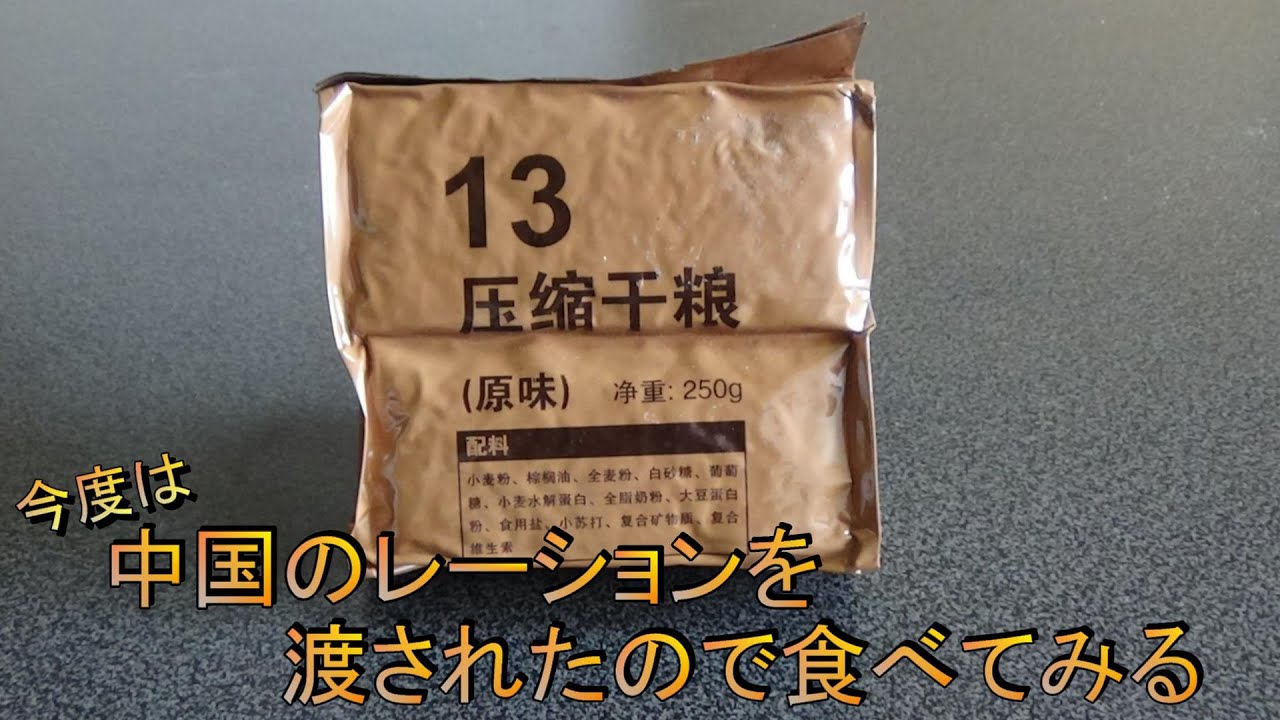 13
压缩干粮
(原味) 净重: 250g
配料
小麦粉、棕榈油、全麦粉、白砂糖、葡萄
糖、小麦水解蛋白、全脂奶粉、大豆蛋白
粉、食用盐、小苏打、复合矿物质、复合
维生素
今度は
中国のレーションを
渡されたので食べてみる